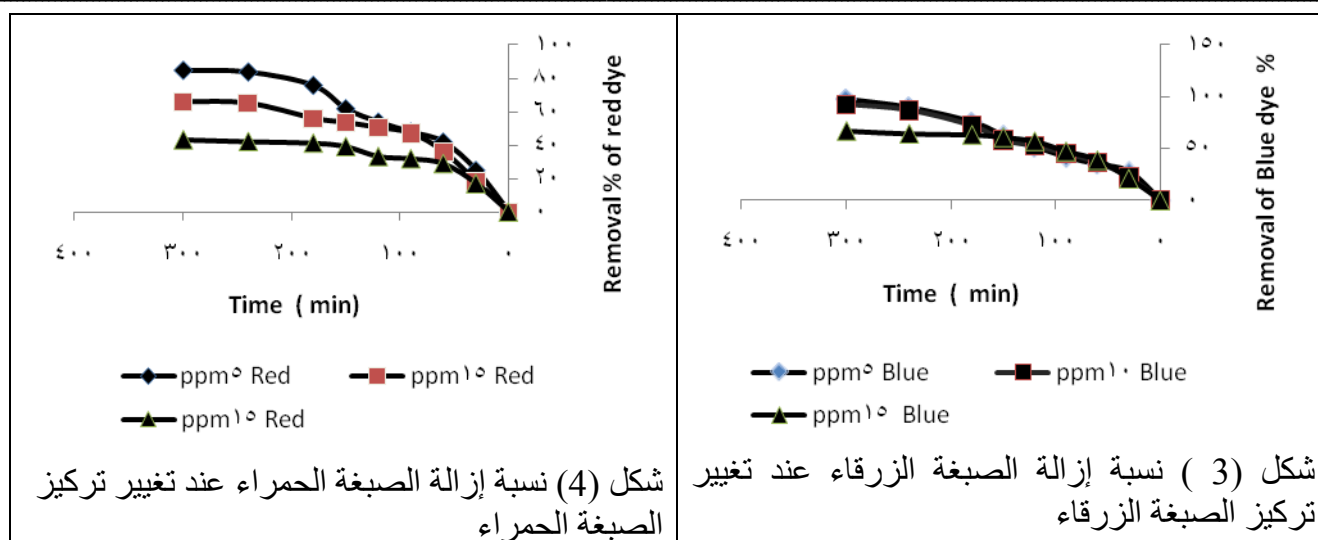 ١٠٠
٨٠
٦٠
٤٠
٢٠
٠
Removal % of red dye
٤٠٠ ٣٠٠ ٢٠٠ ١٠٠ ٠
Time ( min)
ppm٥ Red ppm١٥ Red
ppm١٥ Red
شكل (4) نسبة إزالة الصبغة الحمراء عند تغيير تركيز
الصبغة الحمراء
١٥٠
١٠٠
٥٠
٠
Removal of Blue dye %
٤٠٠ ٣٠٠ ٢٠٠ ١٠٠ ٠
Time ( min)
ppm٥ Blue ppm١٠ Blue
ppm١٥ Blue
شكل (3 ) نسبة إزالة الصبغة الزرقاء عند تغيير
تركيز الصبغة الزرقاء